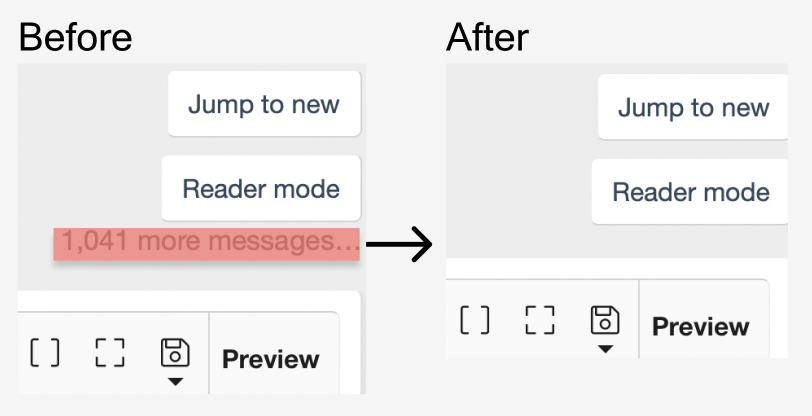 Before
After
Jump to new
Reader mode
1,041 more messages...
Preview
Jump to new
Reader mode
Preview